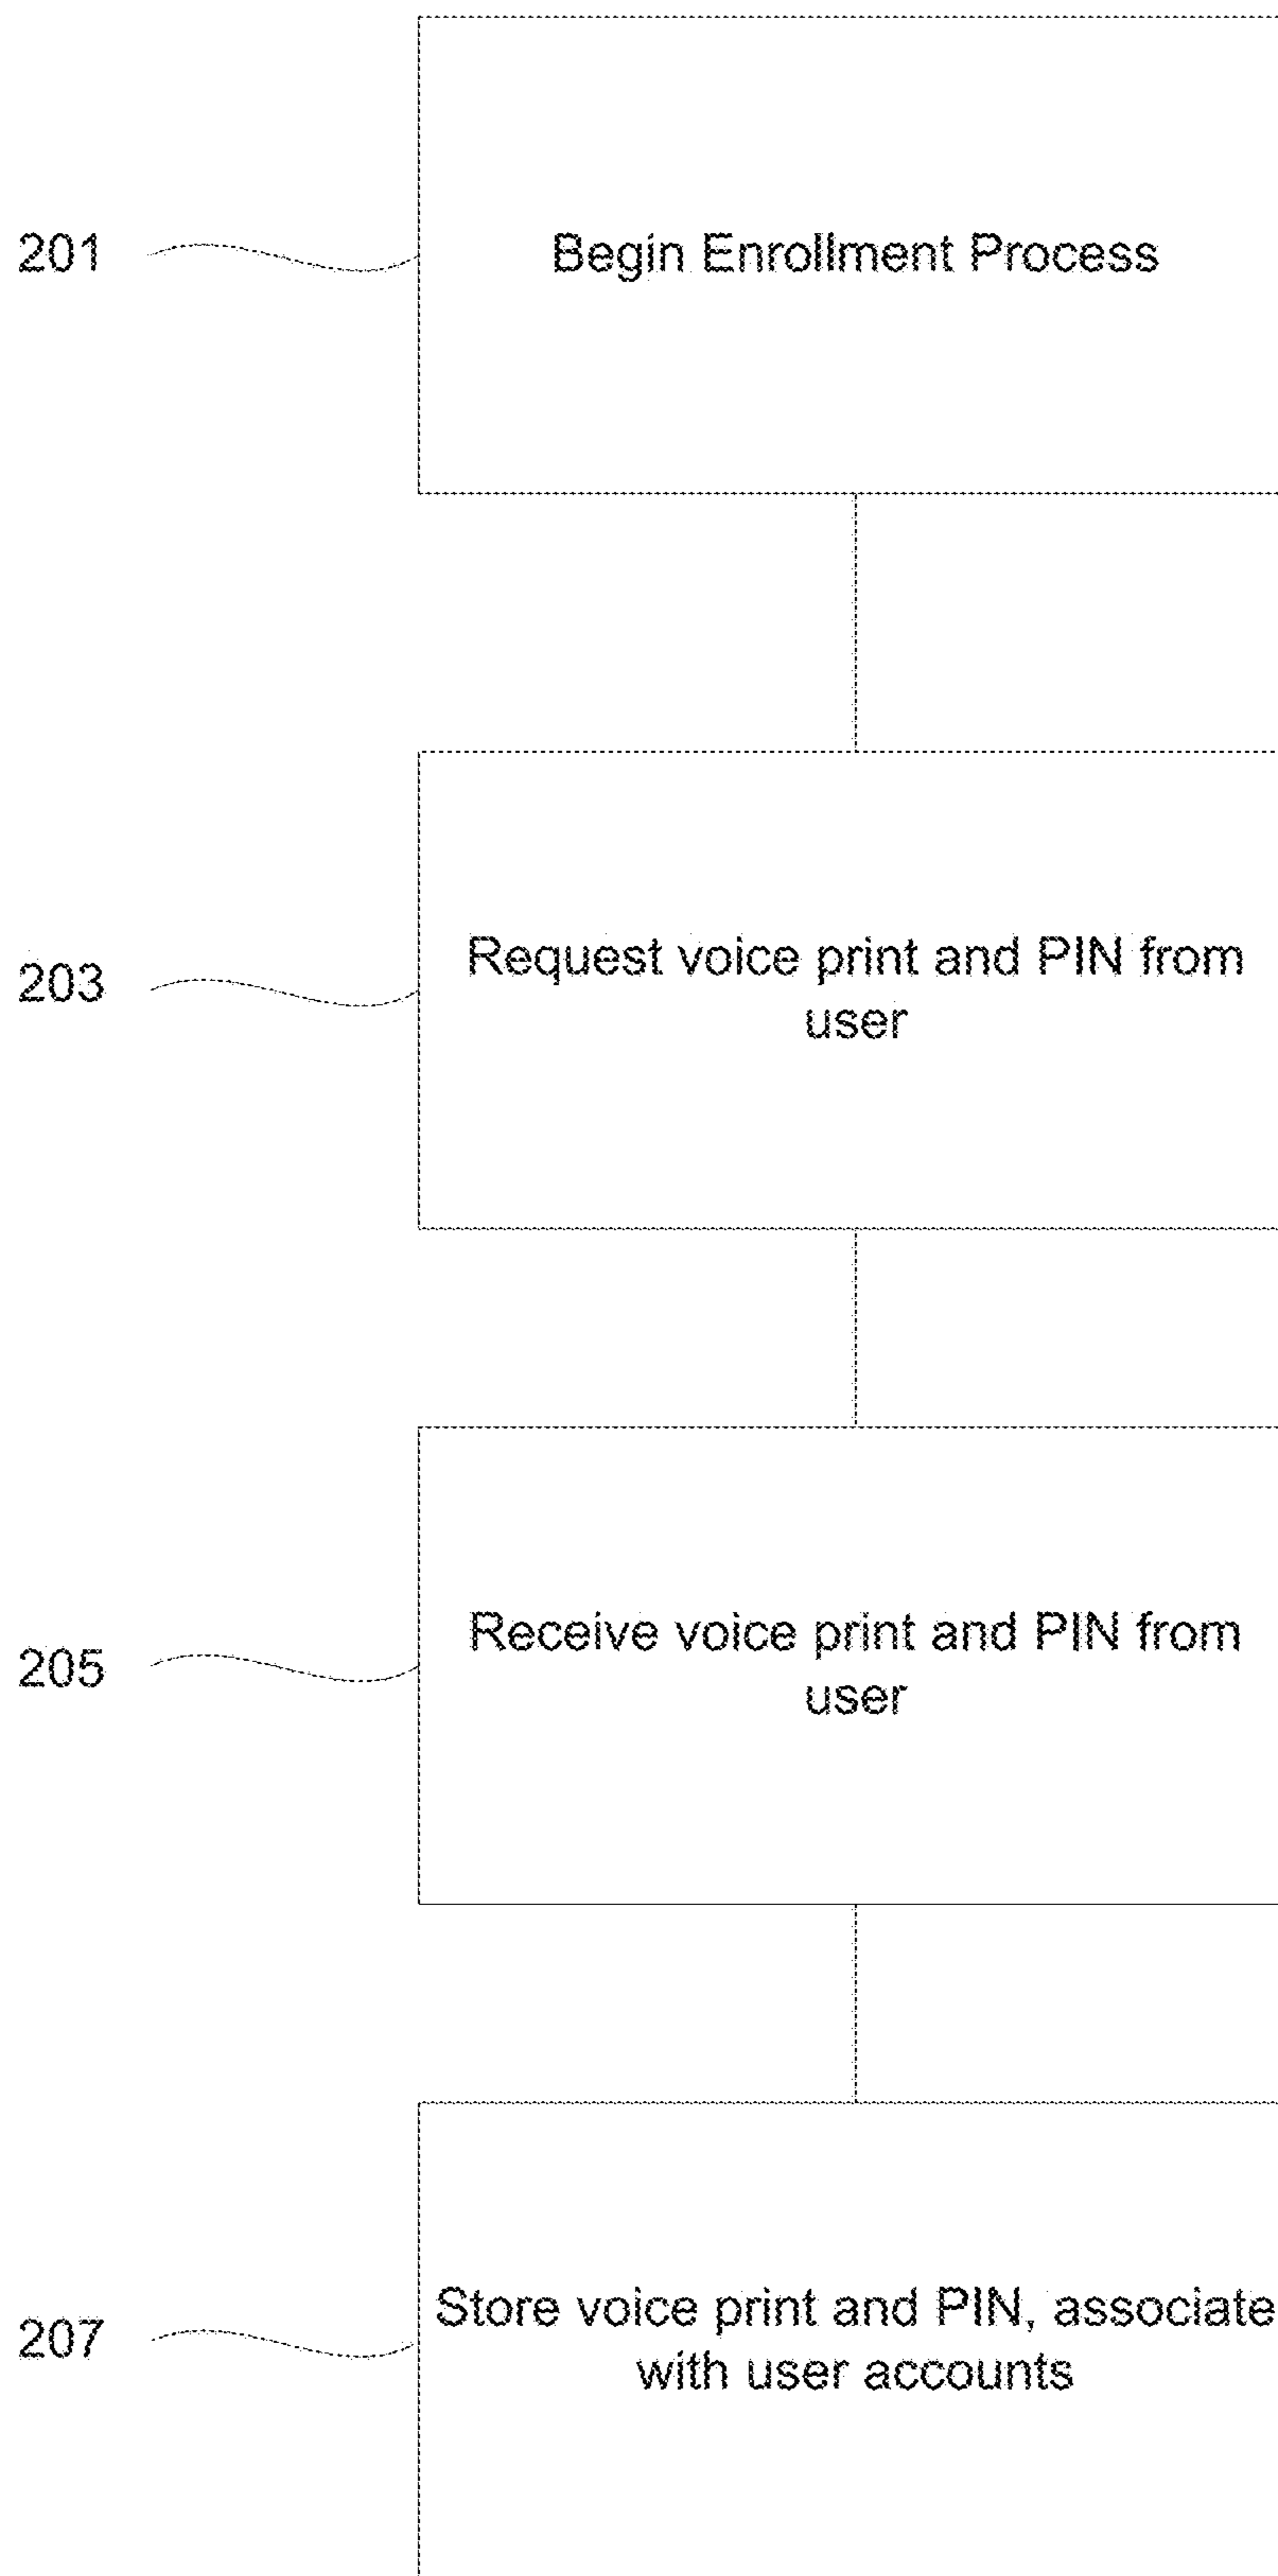 201
Begin Enrollment Process
203
Request voice print and PIN from
user
205
Receive voice print and PIN from
user
207
Store voice print and PIN, associate
with user accounts